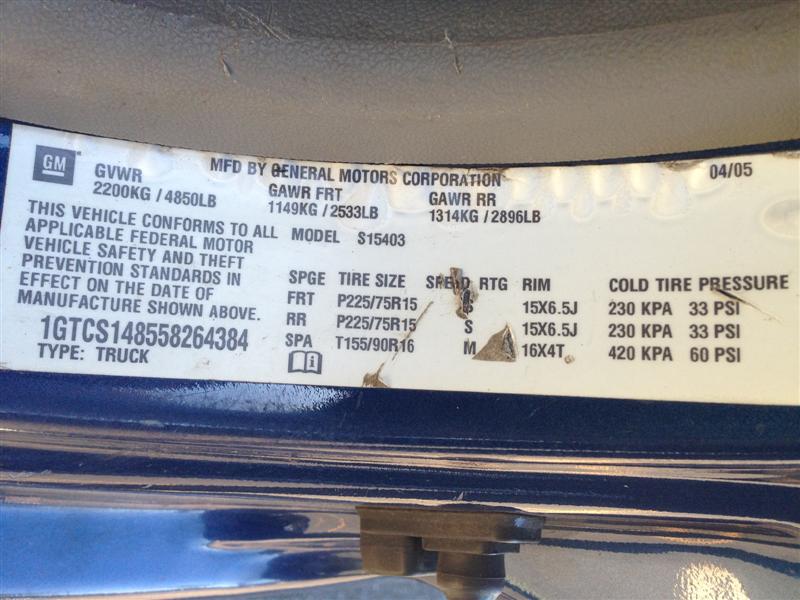 GM
MFD BY GENERAL MOTORS CORPORATION 04/05
GVWR GAWR FRT GAWR RR
2200KG / 4850LB 1149KG / 2533LB 1314KG / 2896LB
THIS VEHICLE CONFORMS TO ALL
APPLICABLE FEDERAL MOTOR
VEHICLE SAFETY AND THEFT
PREVENTION STANDARDS IN
EFFECT ON THE DATE OF
MANUFACTURE SHOWN ABOVE.
1GTCS148558264384
TYPE: TRUCK
MODEL S15403
SPGE TIRE SIZE SPEED RTG RIM COLD TIRE PRESSURE
FRT P225/75R15 S 15X6.5J 230 KPA 33 PSI
RR P225/75R15 S 15X6.5J 230 KPA 33 PSI
SPA T155/90R16 M 16X4T 420 KPA 60 PSI